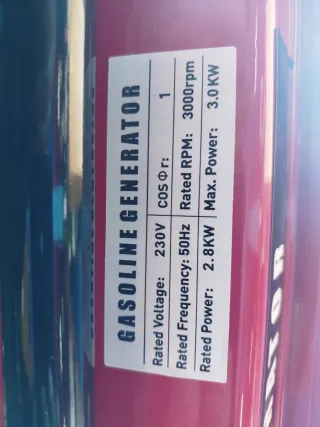 GASOLINE GENERATOR
Rated Voltage: 230V COSΦr: 1
Rated Frequency: 50Hz Rated RPM: 3000rpm
Rated Power: 2.8KW Max. Power: 3.0KW